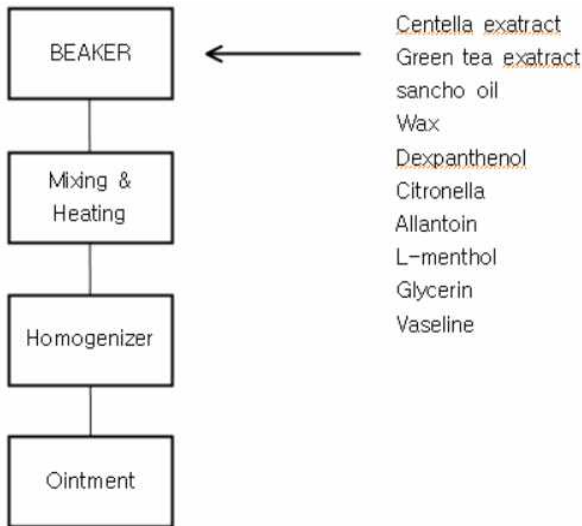 BEAKER
Mixing &
Heating
Homogenizer
Ointment
Centella exatract
Green tea exatract
sancho oil
Wax
Dexpanthenol
Citronella
Allantoin
L-menthol
Glycerin
Vaseline